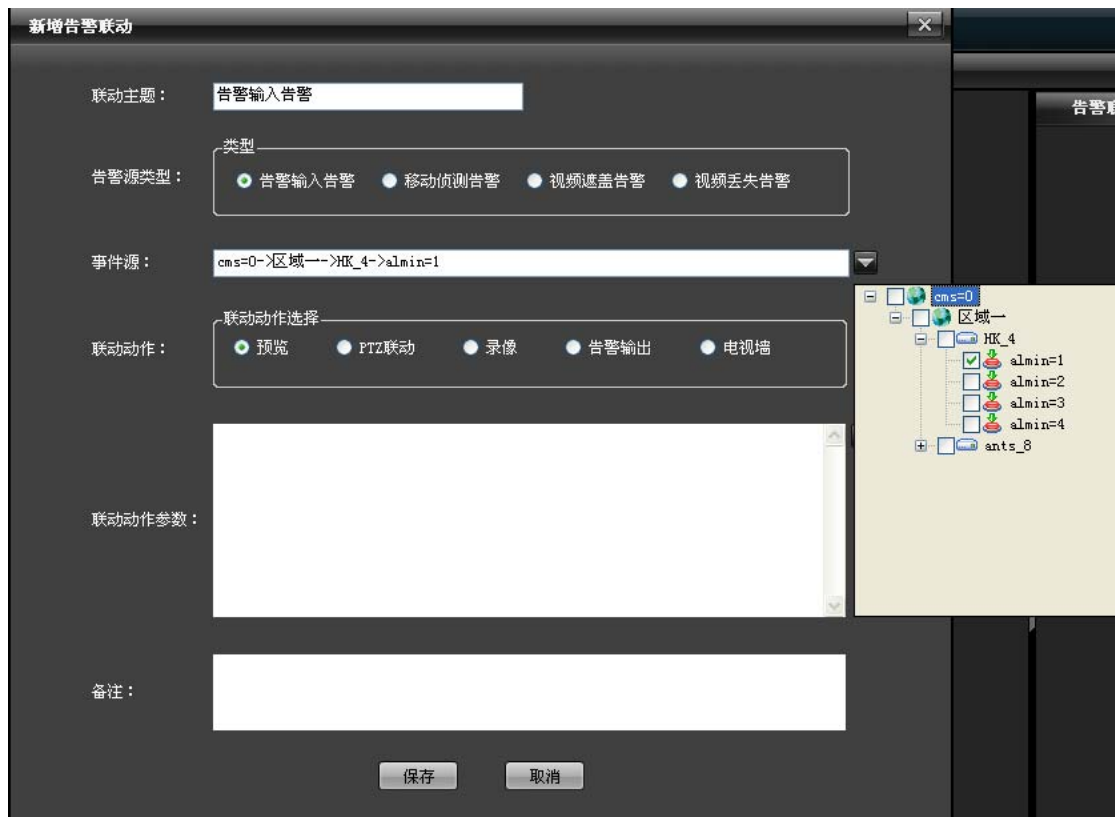 新增告警联动
告警联
联动主题：
告警输入告警
类型
告警源类型：
告警输入告警
移动侦测告警
视频遮盖告警
视频丢失告警
事件源：
cms=0->区域一->HK_4->almin=1
cms=0
区域一
HK_4
almin=1
almin=2
almin=3
almin=4
ants_8
联动动作选择
联动动作：
预览
PTZ联动
录像
告警输出
电视墙
联动动作参数：
备注：
保存
取消